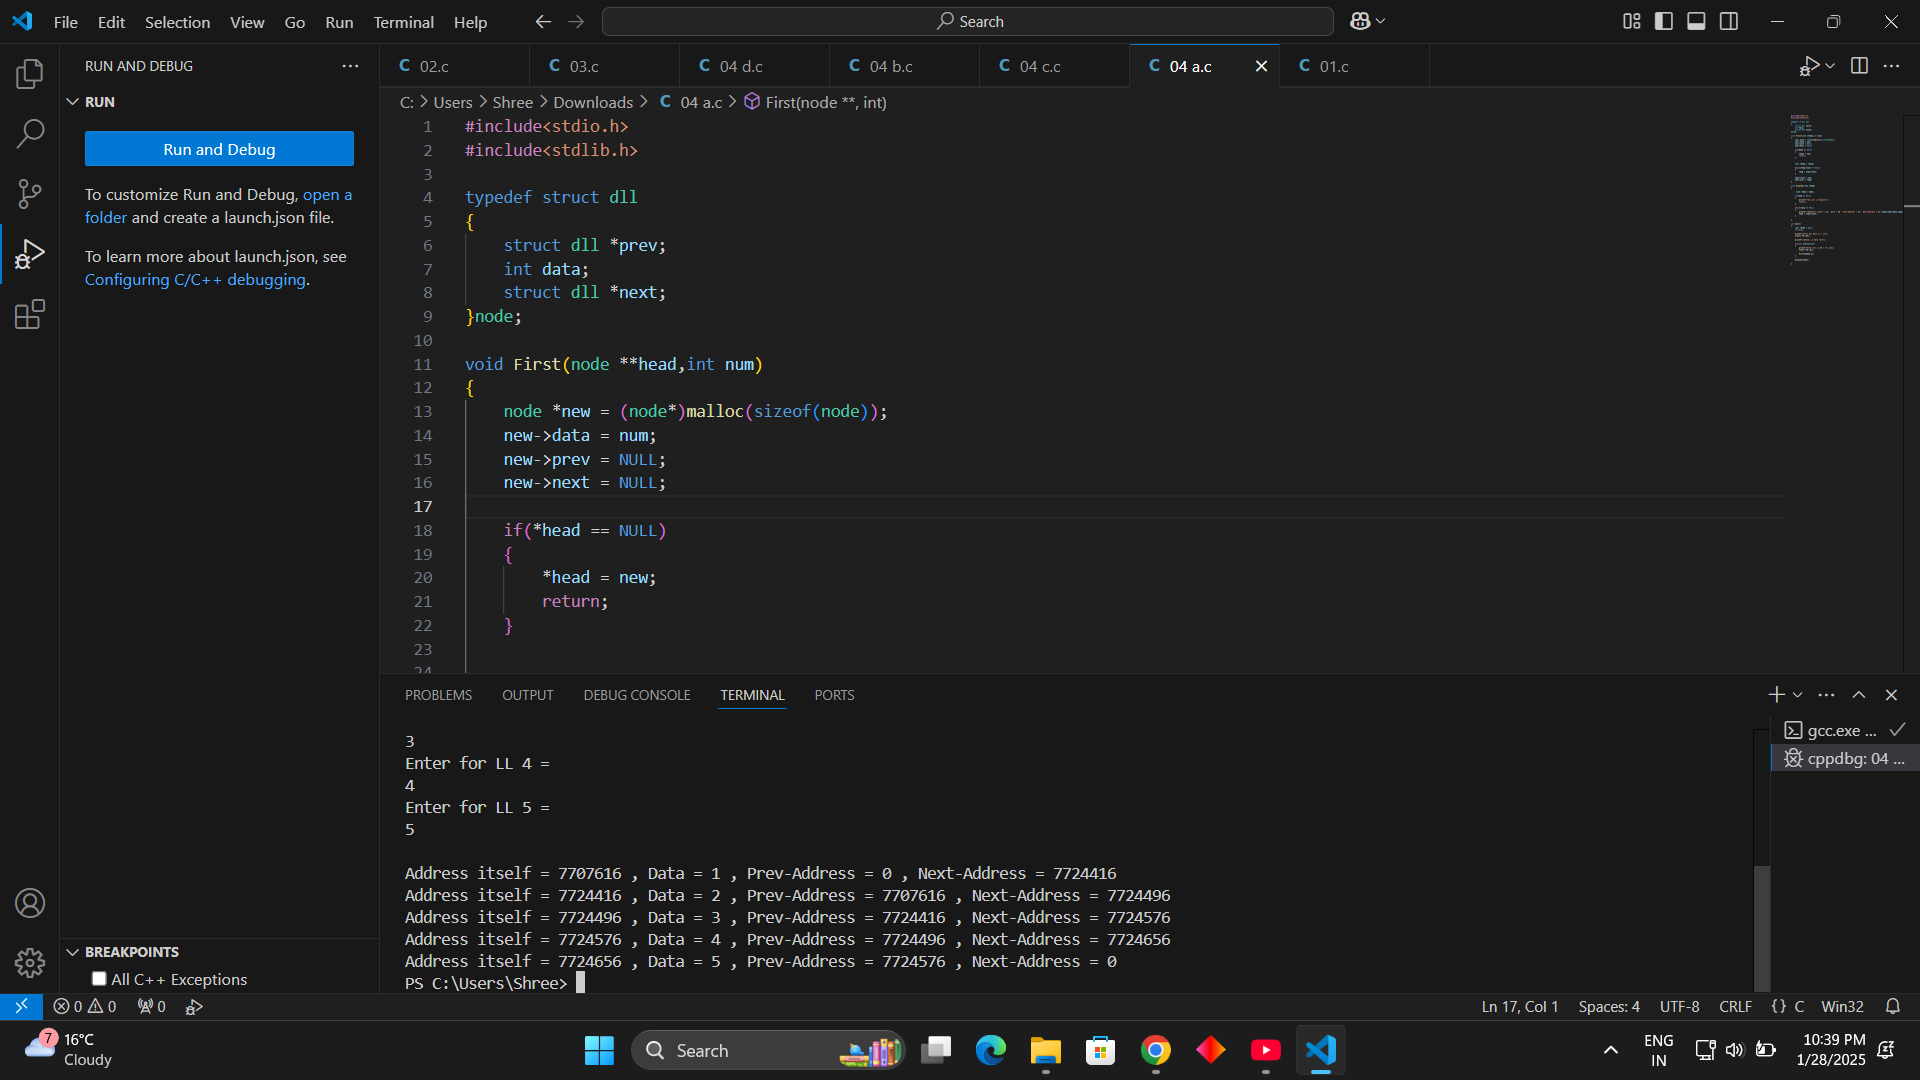 File Edit Selection View Go Run Terminal Help
Search
RUN AND DEBUG
RUN
Run and Debug
To customize Run and Debug, open a
folder and create a launch.json file.
To learn more about launch.json, see
Configuring C/C++ debugging.
BREAKPOINTS
All C++ Exceptions
C 02.c C 03.c C 04 d.c C 04 b.c C 04 c.c C 04 a.c C 01.c
C: > Users > Shree > Downloads > C 04 a.c > First(node **, int)
1 #include<stdio.h>
2 #include<stdlib.h>
3
4 typedef struct dll
5 {
6 struct dll *prev;
7 int data;
8 struct dll *next;
9 }node;
10
11 void First(node **head,int num)
12 {
13 node *new = (node*)malloc(sizeof(node));
14 new->data = num;
15 new->prev = NULL;
16 new->next = NULL;
17
18 if(*head == NULL)
19 {
20 *head = new;
21 return;
22 }
23
24
PROBLEMS OUTPUT DEBUG CONSOLE TERMINAL PORTS
3
Enter for LL 4 =
4
Enter for LL 5 =
5
Address itself = 7707616 , Data = 1 , Prev-Address = 0 , Next-Address = 7724416
Address itself = 7724416 , Data = 2 , Prev-Address = 7707616 , Next-Address = 7724496
Address itself = 7724496 , Data = 3 , Prev-Address = 7724416 , Next-Address = 7724576
Address itself = 7724576 , Data = 4 , Prev-Address = 7724496 , Next-Address = 7724656
Address itself = 7724656 , Data = 5 , Prev-Address = 7724576 , Next-Address = 0
PS C:\Users\Shree>
gcc.exe ...
cppdbg: 04 ...
0 0 0
Ln 17, Col 1 Spaces: 4 UTF-8 CRLF {} C Win32
7
16°C
Cloudy
Search
ENG
IN
10:39 PM
1/28/2025